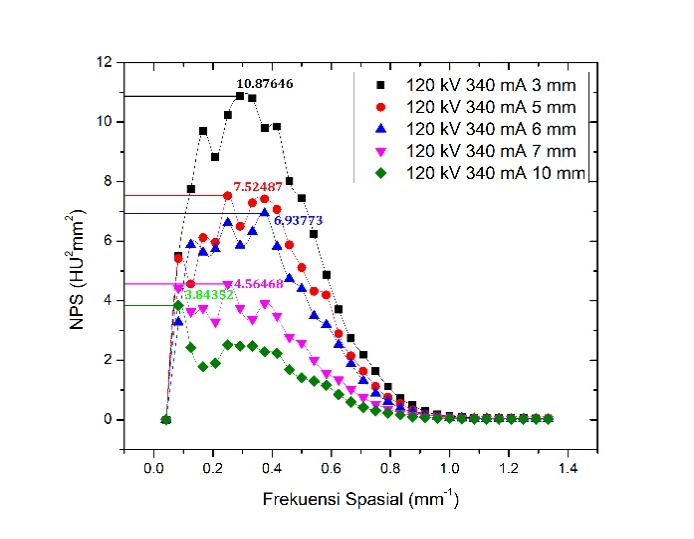 12
10
8
6
4
2
0
NPS (HU²mm²)
10.87646
7.52487
6.93773
4.56468
3.84352
120 kV 340 mA 3 mm
120 kV 340 mA 5 mm
120 kV 340 mA 6 mm
120 kV 340 mA 7 mm
120 kV 340 mA 10 mm
0.0 0.2 0.4 0.6 0.8 1.0 1.2 1.4
Frekuensi Spasial (mm⁻¹)